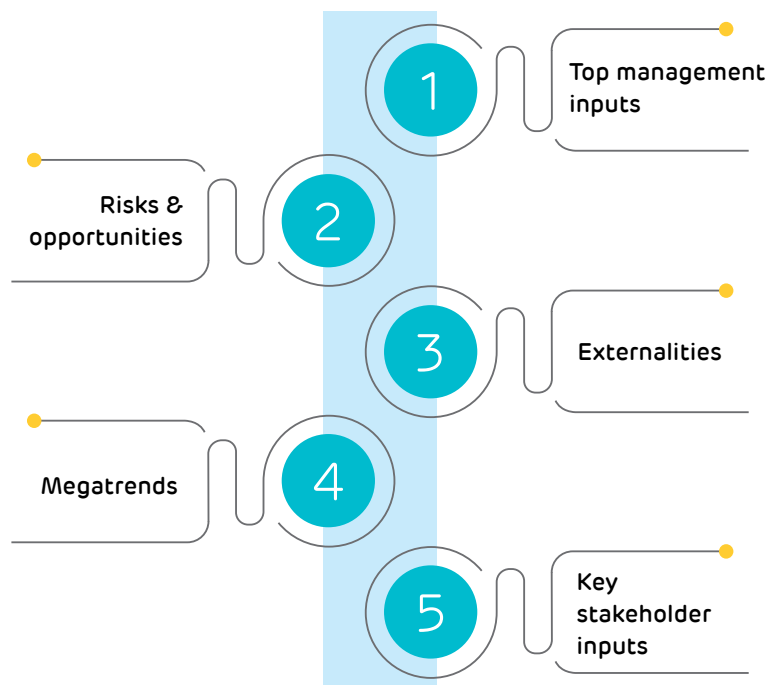 1
Top management
inputs
2
Risks &
opportunities
3
Externalities
4
Megatrends
5
Key
stakeholder
inputs